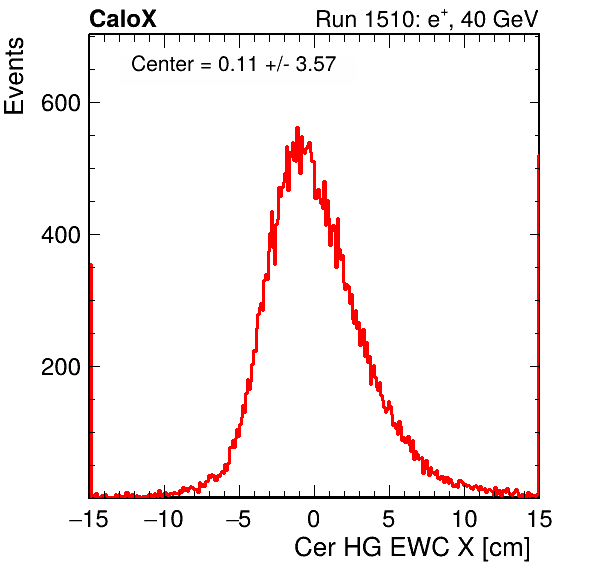 CaloX Run 1510: e⁺, 40 GeV
Events
Center = 0.11 +/- 3.57
600
400
200
−15 −10 −5 0 5 10 15
Cer HG EWC X [cm]